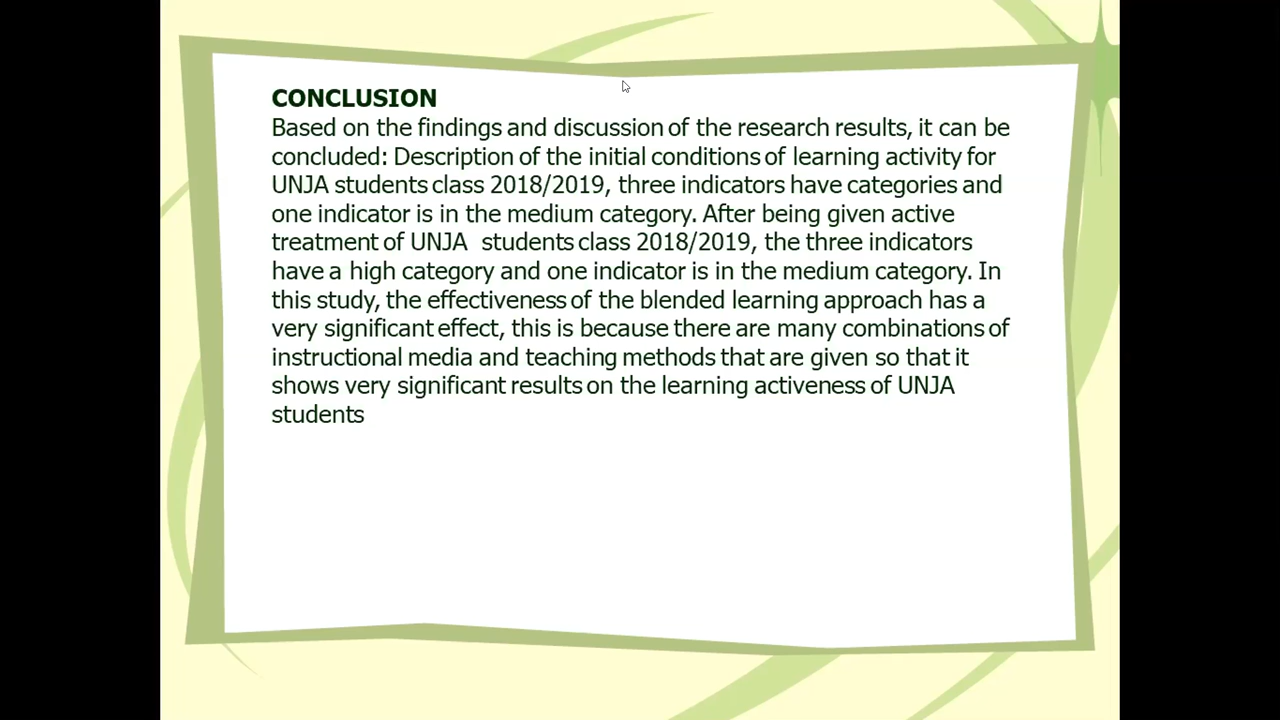 CONCLUSION
Based on the findings and discussion of the research results, it can be
concluded: Description of the initial conditions of learning activity for
UNJA students class 2018/2019, three indicators have categories and
one indicator is in the medium category. After being given active
treatment of UNJA  students class 2018/2019, the three indicators
have a high category and one indicator is in the medium category. In
this study, the effectiveness of the blended learning approach has a
very significant effect, this is because there are many combinations of
instructional media and teaching methods that are given so that it
shows very significant results on the learning activeness of UNJA
students